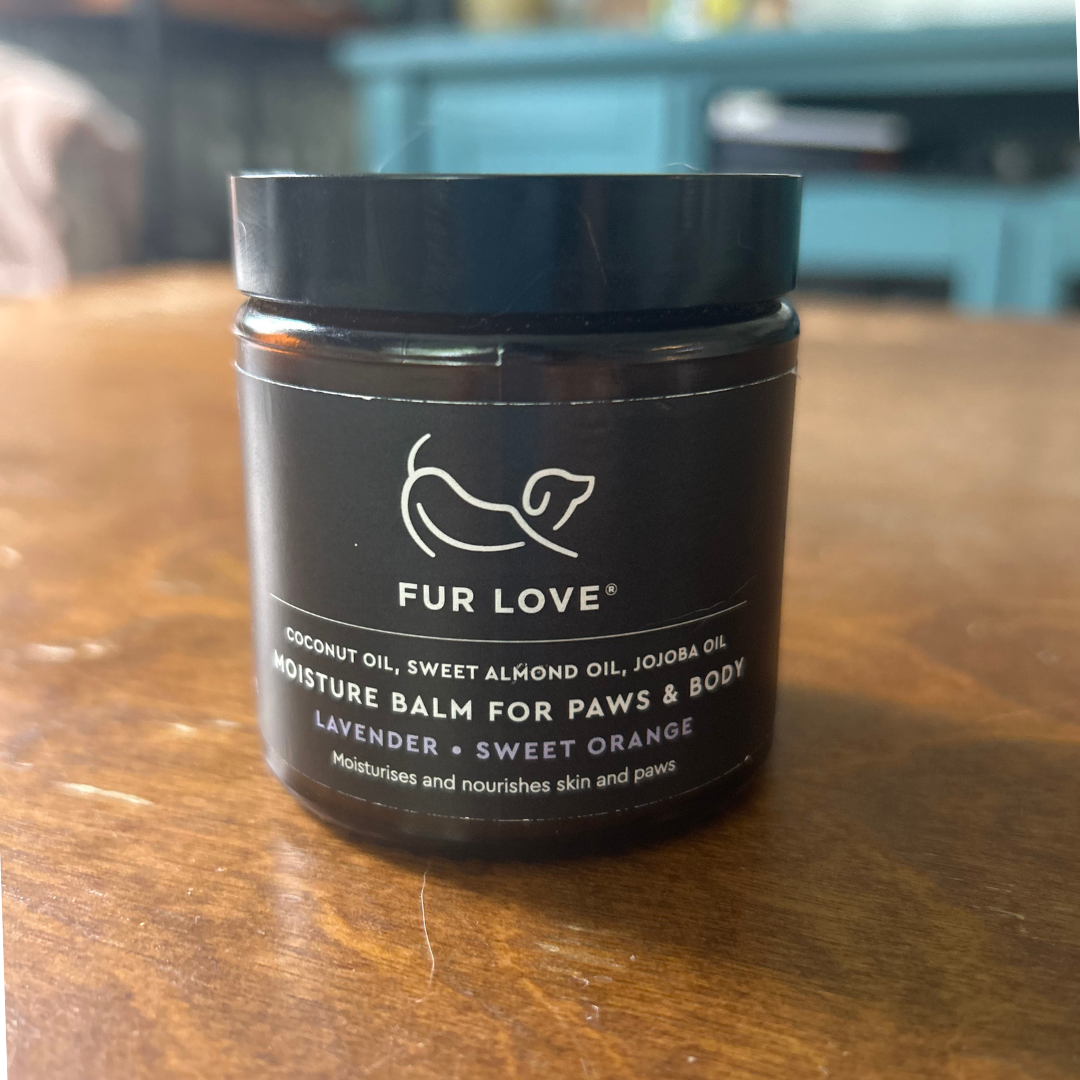 FUR LOVE®
COCONUT OIL, SWEET ALMOND OIL, JOJOBA OIL
MOISTURE BALM FOR PAWS & BODY
LAVENDER • SWEET ORANGE
Moisturises and nourishes skin and paws